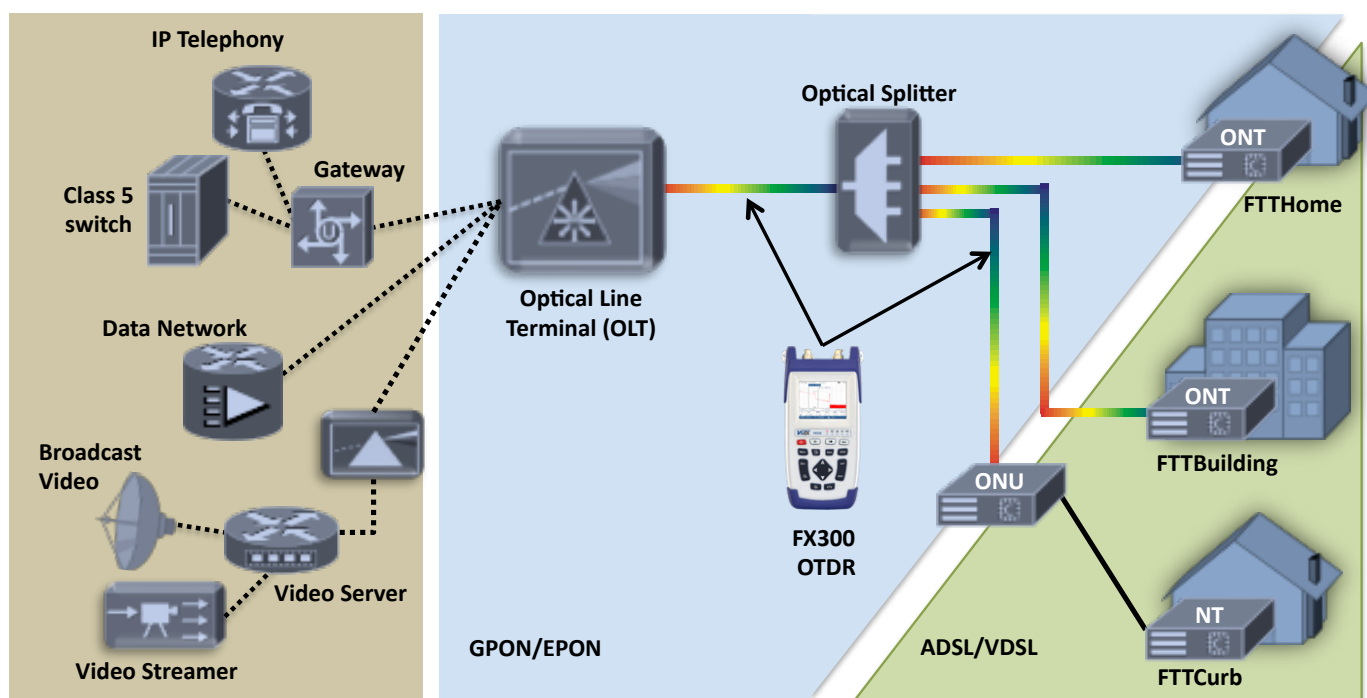 IP Telephony
Optical Splitter
ONT
Class 5
switch
Gateway
FTTHome
Optical Line
Terminal (OLT)
Data Network
ONT
FTTBuilding
Broadcast
Video
ONU
FX300
OTDR
Video Server
NT
Video Streamer
GPON/EPON
ADSL/VDSL
FTTCurb